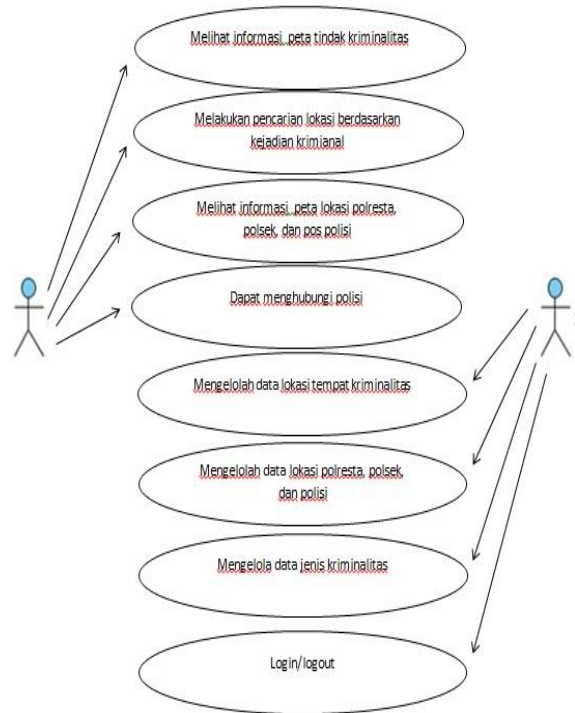 Melihat informasi peta tindak kriminalitas
Melakukan pencarian lokasi berdasarkan
kejadian krimianal
Melihat informasi peta lokasi polresta,
polsek, dan pos polisi
Dapat menghubungi polisi
Mengelolah data lokasi tempat kriminalitas
Mengelolah data lokasi polresta, polsek,
dan polisi
Mengelola data jenis kriminalitas
Login/logout